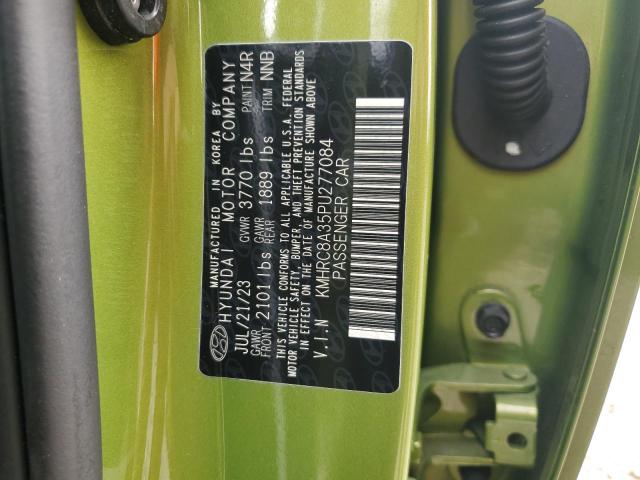 MANUFACTURED IN KOREA BY
HYUNDAI MOTOR COMPANY
JUL/21/23 GVWR 3770 lbs PAINT N4R
GAWR FRONT 2101 lbs GAWR REAR 1889 lbs TRIM NNB
THIS VEHICLE CONFORMS TO ALL APPLICABLE U.S.A. FEDERAL
MOTOR VEHICLE SAFETY, BUMPER, AND THEFT PREVENTION STANDARDS
IN EFFECT ON THE DATE OF MANUFACTURE SHOWN ABOVE
V.I.N KMHRC8A35PU277084
PASSENGER CAR